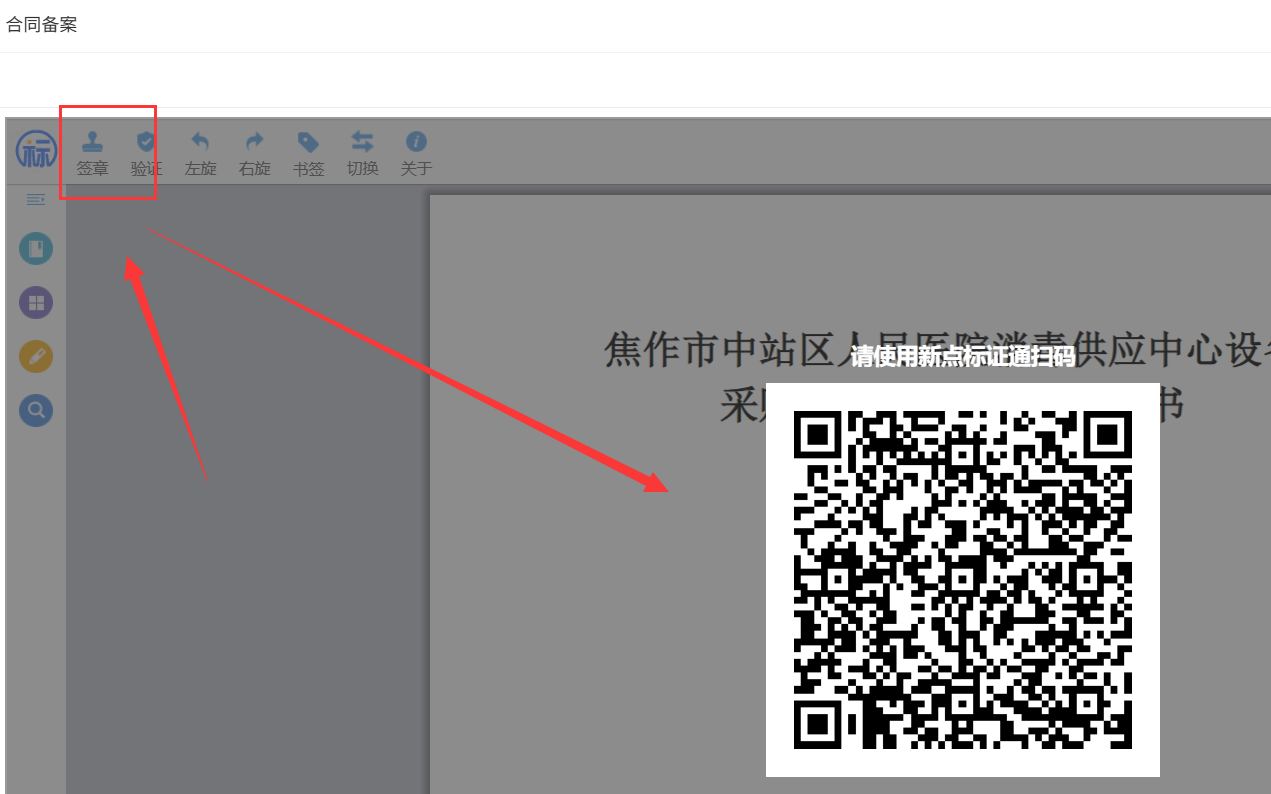 合同备案
标
签章 验证 左旋 右旋 书签 切换 关于
焦作市中站区人民医院消毒供应中心设
请使用新点标证通扫码
采
书